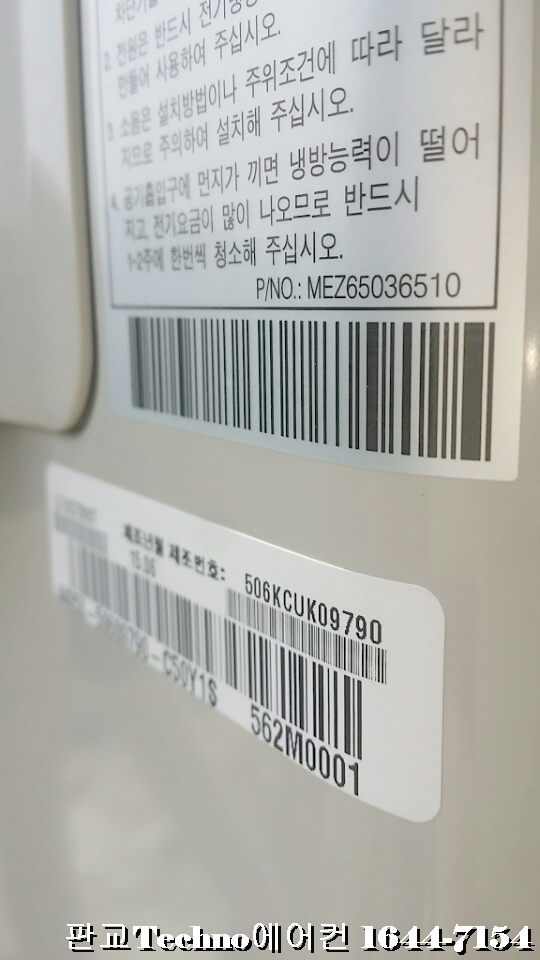 차단기를
2. 전원은 반드시
만들어 사용하여 주십시오.
3. 소음은 설치방법이나 주위조건에 따라 달라
지므로 주의하여 설치해 주십시오.
4. 공기흡입구에 먼지가 끼면 냉방능력이 떨어
지고, 전기요금이 많이 나오므로 반드시
1~2주에 한번씩 청소해 주십시오.
P/NO.: MEZ65036510
제조년월 제조번호: 506KCUK09790
15.06
C50Y1S 562M0001
판교Techno에어컨 1644-7154